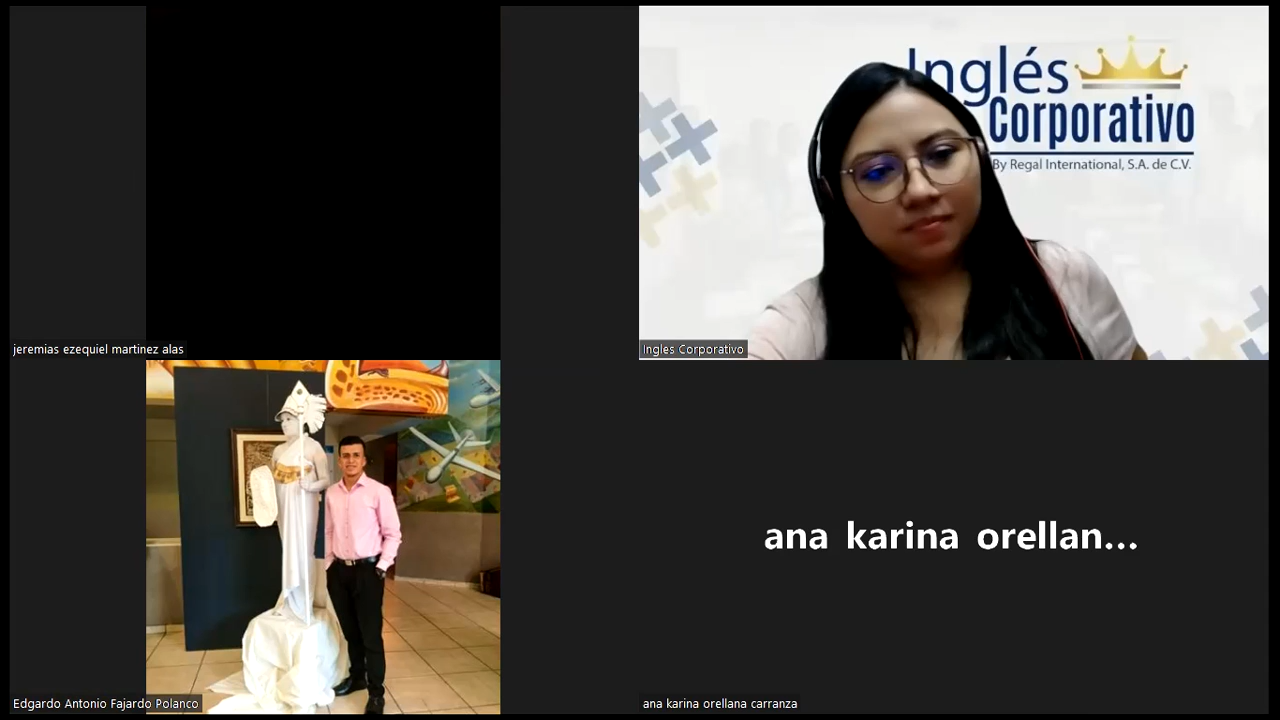 jeremias ezequiel martinez alas
Inglés
Corporativo
By Regal International, S.A. de C.V.
Ingles Corporativo
Edgardo Antonio Fajardo Polanco
ana karina orellan...
ana karina orellana carranza